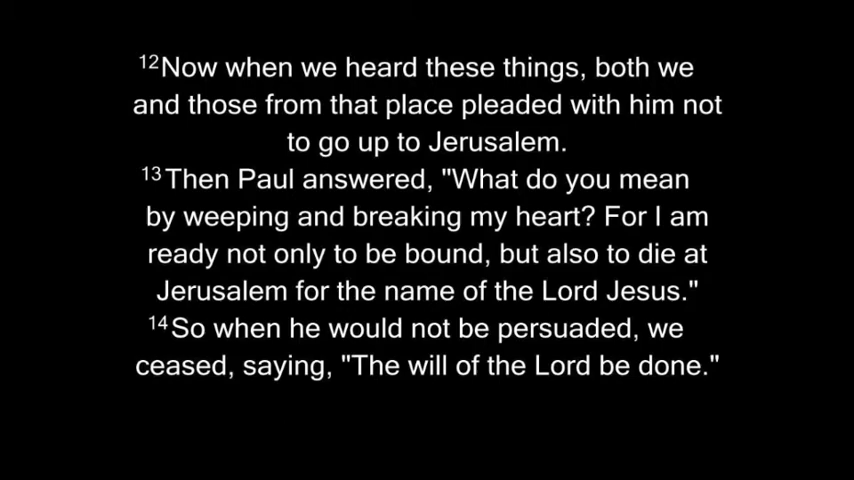 12Now when we heard these things, both we
and those from that place pleaded with him not
to go up to Jerusalem.
13Then Paul answered, "What do you mean
by weeping and breaking my heart? For I am
ready not only to be bound, but also to die at
Jerusalem for the name of the Lord Jesus."
14So when he would not be persuaded, we
ceased, saying, "The will of the Lord be done."